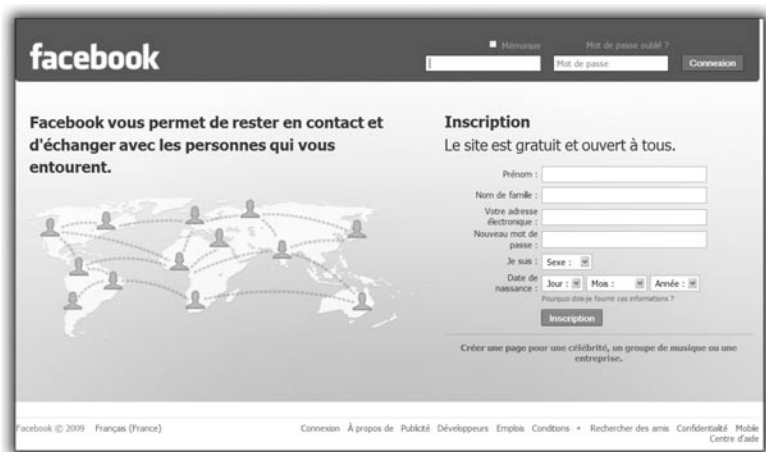 facebook
Mémoriser
Mot de passe oublié ?
Mot de passe
Connexion
Facebook vous permet de rester en contact et
d'échanger avec les personnes qui vous
entourent.
Inscription
Le site est gratuit et ouvert à tous.
Prénom :
Nom de famille :
Votre adresse
électronique :
Nouveau mot de
passe :
Je suis : Sexe :
Date de
naissance : Jour : Mois : Année :
Pourquoi dois-je fournir ces informations ?
Inscription
Créer une page pour une célébrité, un groupe de musique ou une
entreprise.
Facebook © 2009 Français (France)
Connexion À propos de Publicité Développeurs Emplois Conditions • Rechercher des amis Confidentialité Mobile
Centre d'aide